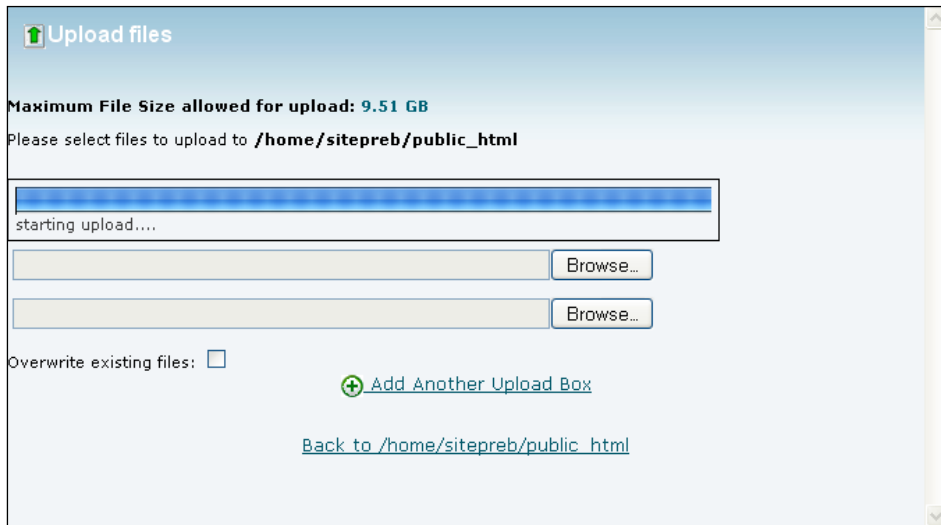 Upload files
Maximum File Size allowed for upload: 9.51 GB
Please select files to upload to /home/sitepreb/public_html
starting upload....
Browse...
Browse...
Overwrite existing files:
Add Another Upload Box
Back to /home/sitepreb/public_html